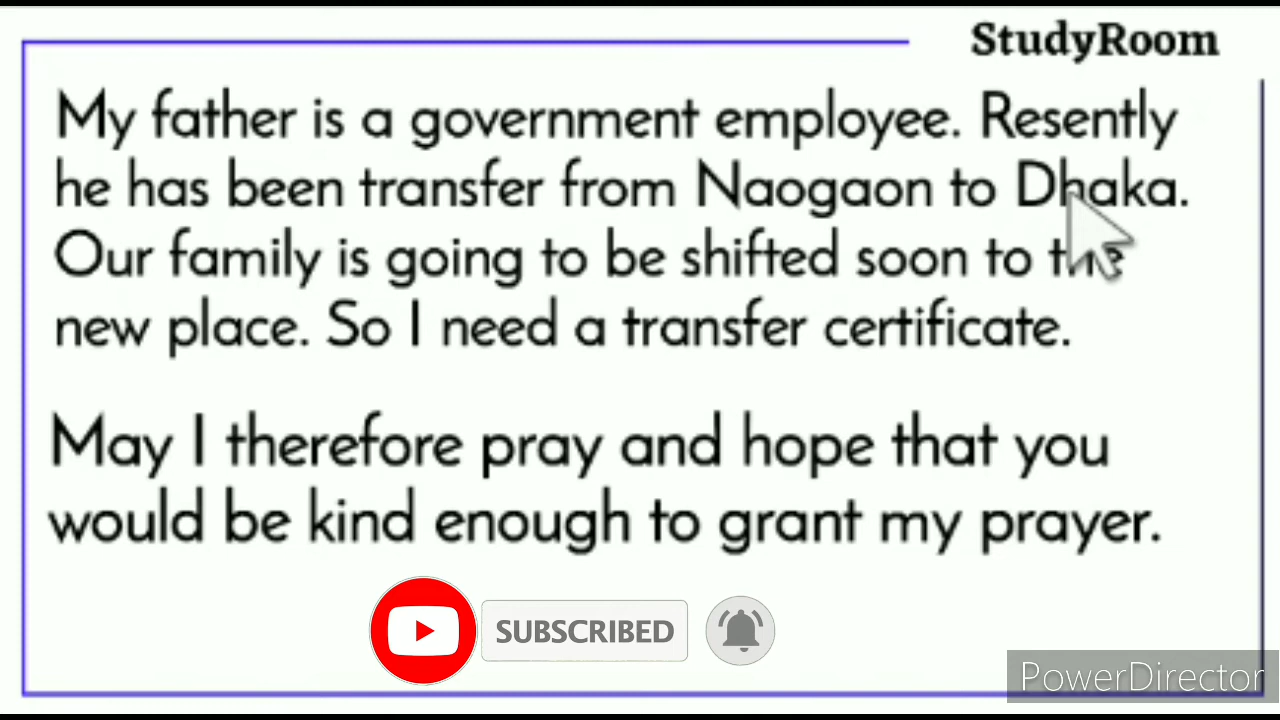 StudyRoom
My father is a government employee. Resently
he has been transfer from Naogaon to Dhaka.
Our family is going to be shifted soon to the
new place. So I need a transfer certificate.
May I therefore pray and hope that you
would be kind enough to grant my prayer.
SUBSCRIBED
PowerDirector